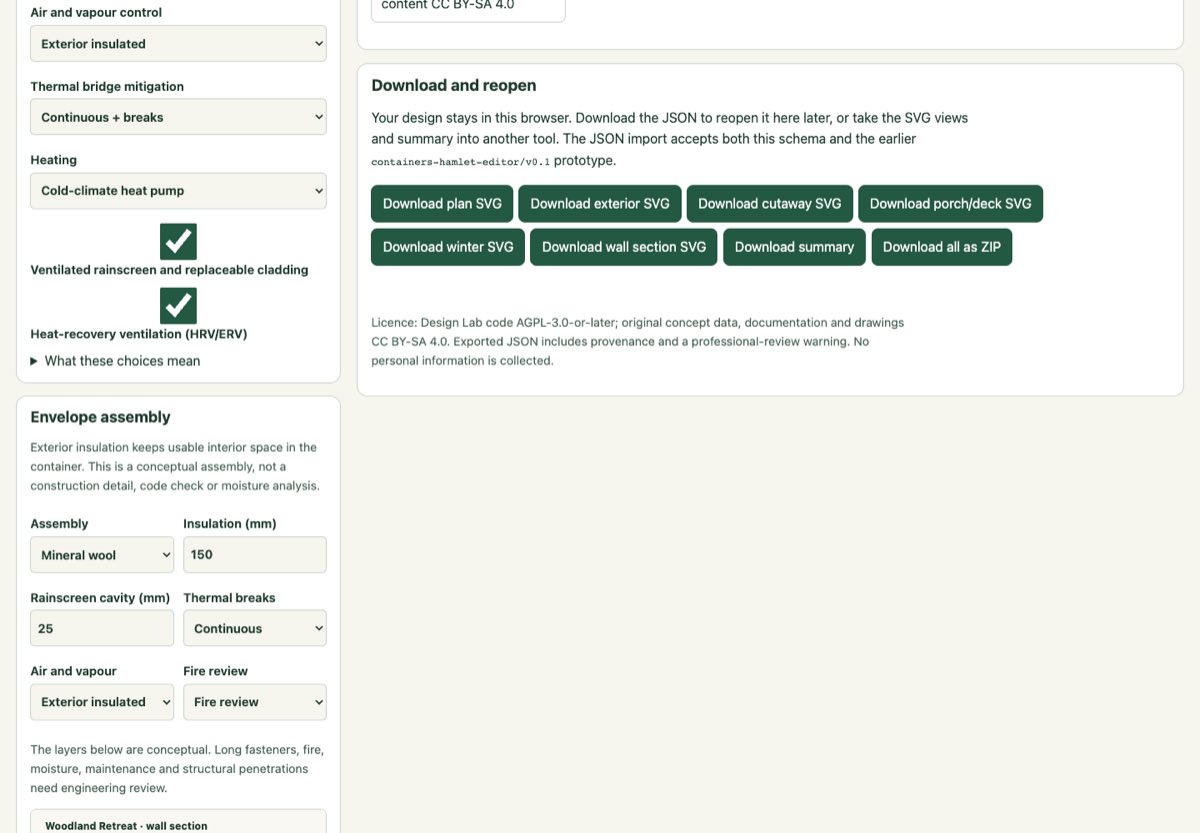 Air and vapour control
Exterior insulated
Thermal bridge mitigation
Continuous + breaks
Heating
Cold-climate heat pump
Ventilated rainscreen and replaceable cladding
Heat-recovery ventilation (HRV/ERV)
What these choices mean
Envelope assembly
Exterior insulation keeps usable interior space in the
container. This is a conceptual assembly, not a
construction detail, code check or moisture analysis.
Assembly
Insulation (mm)
Mineral wool
150
Rainscreen cavity (mm)
Thermal breaks
25
Continuous
Air and vapour
Fire review
Exterior insulated
Fire review
The layers below are conceptual. Long fasteners, fire,
moisture, maintenance and structural penetrations
need engineering review.
Woodland Retreat · wall section
content CC BY-SA 4.0
Download and reopen
Your design stays in this browser. Download the JSON to reopen it here later, or take the SVG views
and summary into another tool. The JSON import accepts both this schema and the earlier
containers-hamlet-editor/v0.1 prototype.
Download plan SVG
Download exterior SVG
Download cutaway SVG
Download porch/deck SVG
Download winter SVG
Download wall section SVG
Download summary
Download all as ZIP
Licence: Design Lab code AGPL-3.0-or-later; original concept data, documentation and drawings
CC BY-SA 4.0. Exported JSON includes provenance and a professional-review warning. No
personal information is collected.